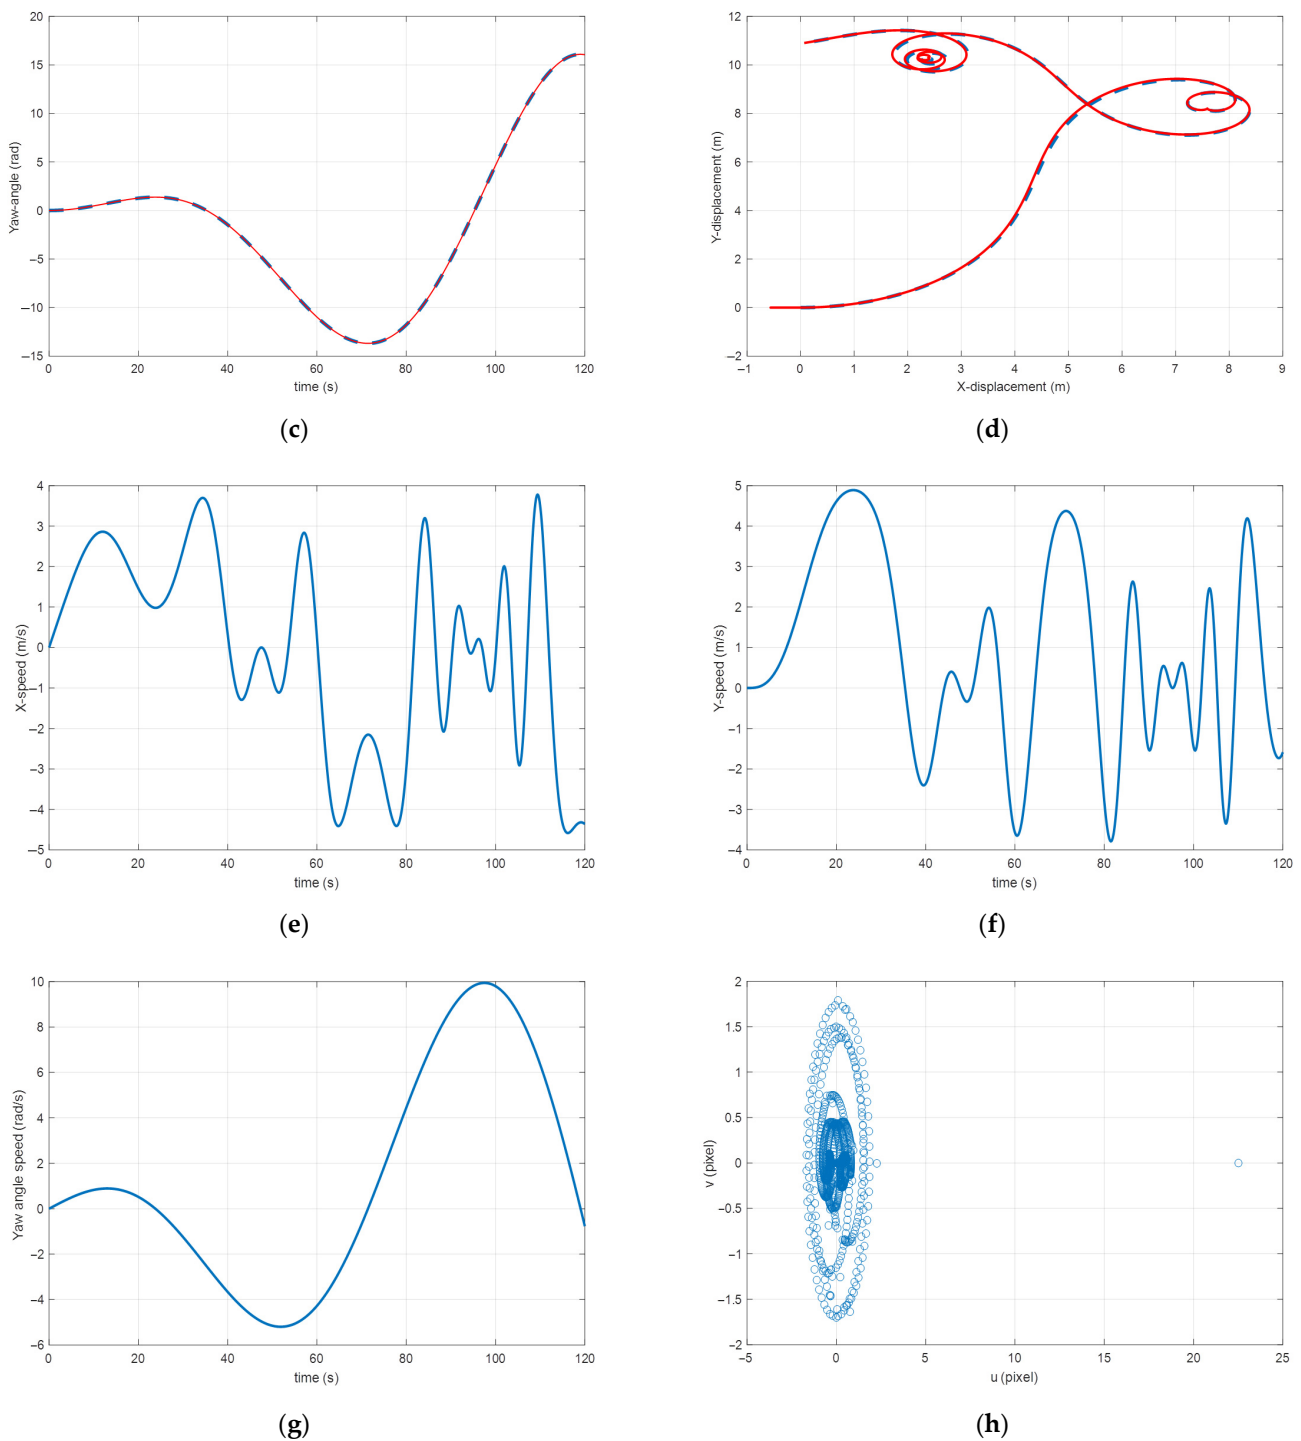 20
15
10
5
0
−5
−10
−15
0 20 40 60 80 100 120
Yaw-angle (rad)
time (s)
(c)
12
10
8
6
4
2
0
−2
−1 0 1 2 3 4 5 6 7 8 9
Y-displacement (m)
X-displacement (m)
(d)
4
3
2
1
0
−1
−2
−3
−4
−5
0 20 40 60 80 100 120
X-speed (m/s)
time (s)
(e)
5
4
3
2
1
0
−1
−2
−3
−4
0 20 40 60 80 100 120
Y-speed (m/s)
time (s)
(f)
10
8
6
4
2
0
−2
−4
−6
0 20 40 60 80 100 120
Yaw angle speed (rad/s)
time (s)
(g)
2
1.5
1
0.5
0
−0.5
−1
−1.5
−2
−5 0 5 10 15 20 25
v (pixel)
u (pixel)
(h)